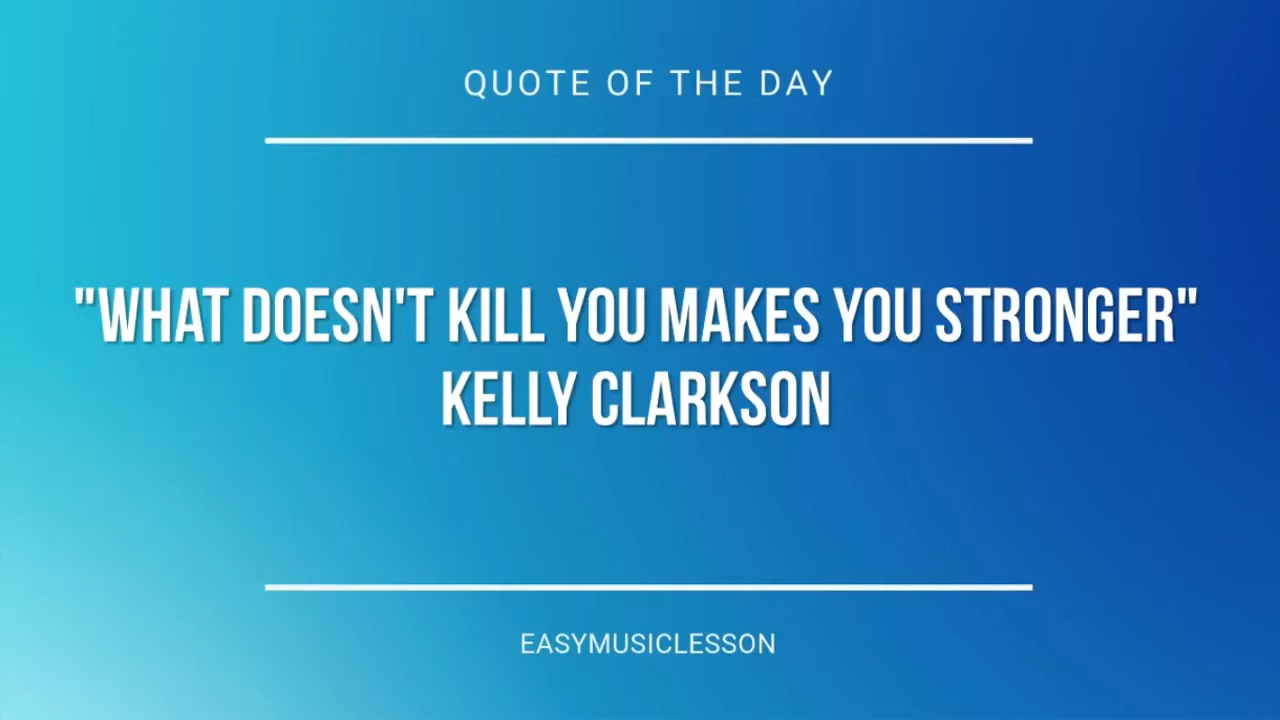 QUOTE OF THE DAY
"WHAT DOESN'T KILL YOU MAKES YOU STRONGER"
KELLY CLARKSON
EASYMUSICLESSON